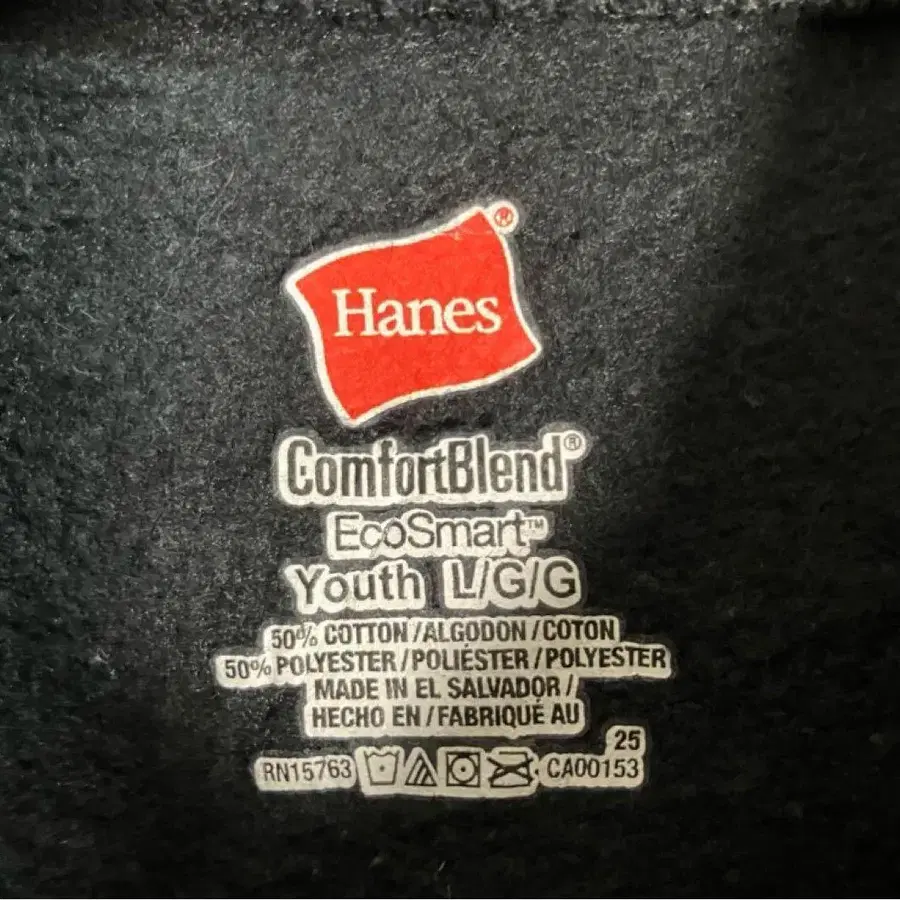 Hanes®
ComfortBlend®
EcoSmart™
Youth L/G/G
50% COTTON/ALGODON/COTON
50% POLYESTER/POLIÉSTER/POLYESTER
MADE IN EL SALVADOR/
HECHO EN/FABRIQUÉ AU
25
RN15763 CA00153